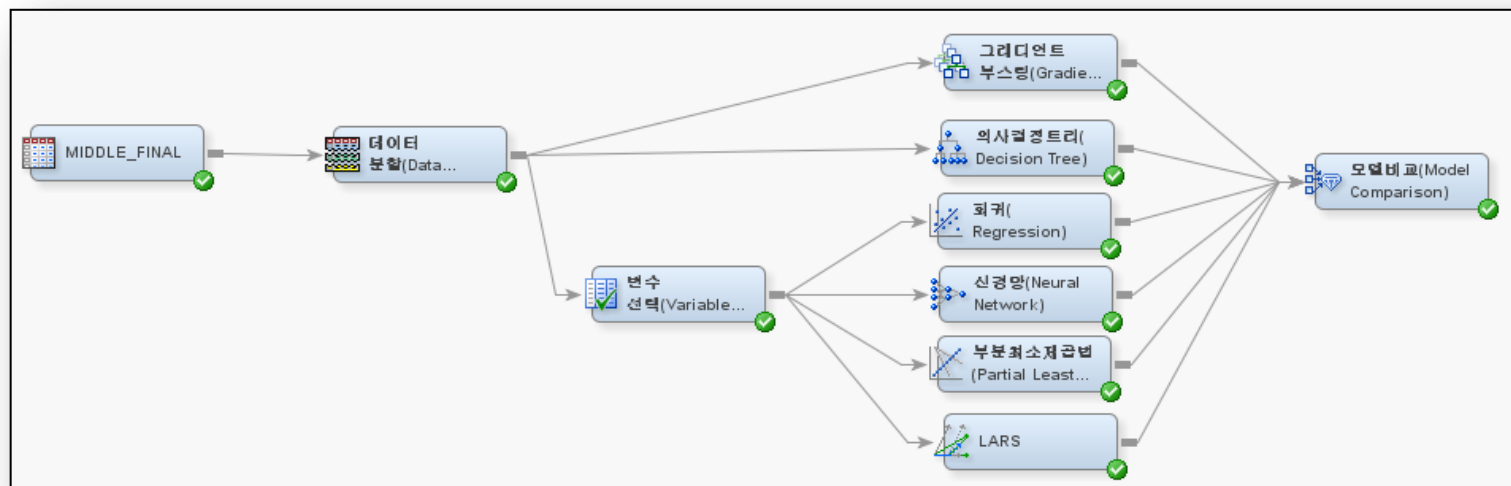 MIDDLE_FINAL
데이터
분할(Data...
변수
선택(Variable...
그래디언트
부스팅(Gradie...
의사결정트리(
Decision Tree)
회귀(
Regression)
신경망(Neural
Network)
부분최소제곱법
(Partial Least...
LARS
모델비교(Model
Comparison)